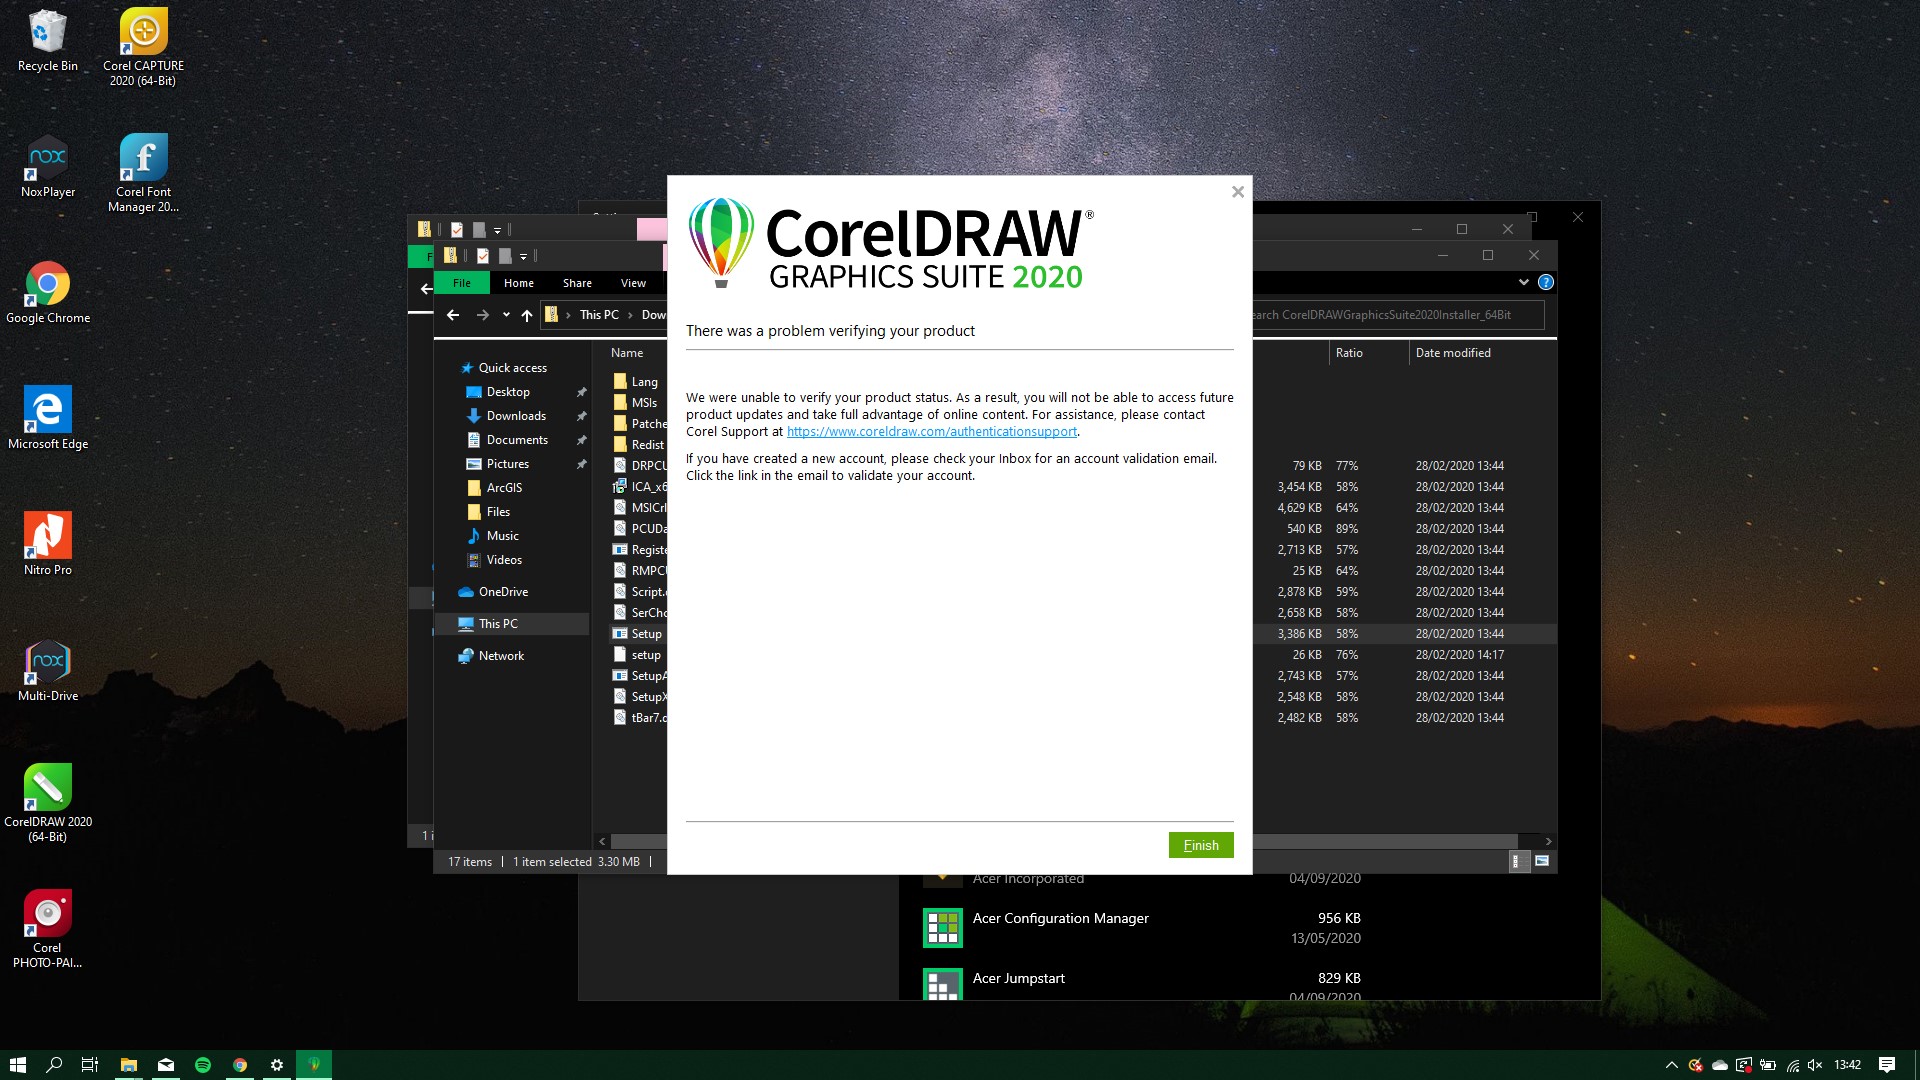 Recycle Bin
Corel CAPTURE
2020 (64-Bit)
nox
NoxPlayer
f
Corel Font
Manager 20...
Google Chrome
Microsoft Edge
Nitro Pro
nox
Multi-Drive
CorelDRAW 2020
(64-Bit)
Corel
PHOTO-PAI...
File
Home
Share
View
This PC
Search CorelDRAWGraphicsSuite2020Installer_64Bit
Name
Ratio
Date modified
Quick access
Desktop
Downloads
Documents
Pictures
ArcGIS
Files
Music
Videos
OneDrive
This PC
Network
Lang
MSIs
Patche
Redist
DRPCU 79 KB 77% 28/02/2020 13:44
ICA_x6 3,454 KB 58% 28/02/2020 13:44
MSICrl 4,629 KB 64% 28/02/2020 13:44
PCUDa 540 KB 89% 28/02/2020 13:44
Registe 2,713 KB 57% 28/02/2020 13:44
RMPCU 25 KB 64% 28/02/2020 13:44
Script. 2,878 KB 59% 28/02/2020 13:44
SerCho 2,658 KB 58% 28/02/2020 13:44
Setup 3,386 KB 58% 28/02/2020 13:44
setup 26 KB 76% 28/02/2020 14:17
SetupA 2,743 KB 57% 28/02/2020 13:44
SetupX 2,548 KB 58% 28/02/2020 13:44
tBar7.d 2,482 KB 58% 28/02/2020 13:44
17 items
1 item selected 3.30 MB
CorelDRAW®
GRAPHICS SUITE 2020
There was a problem verifying your product
We were unable to verify your product status. As a result, you will not be able to access future
product updates and take full advantage of online content. For assistance, please contact
Corel Support at https://www.coreldraw.com/authenticationsupport.
If you have created a new account, please check your Inbox for an account validation email.
Click the link in the email to validate your account.
Finish
Acer Incorporated 04/09/2020
Acer Configuration Manager 956 KB
13/05/2020
Acer Jumpstart 829 KB
04/09/2020
13:42